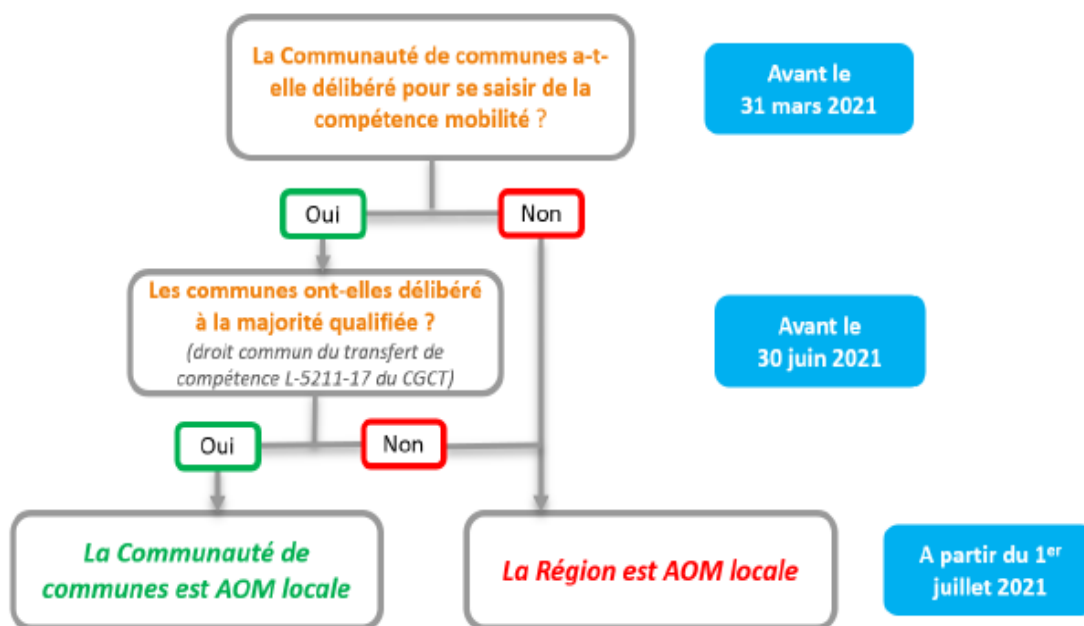 La Communauté de communes a-t-
elle délibéré pour se saisir de la
compétence mobilité ?
Avant le
31 mars 2021
Oui
Non
Les communes ont-elles délibéré
à la majorité qualifiée ?
(droit commun du transfert de
compétence L-5211-17 du CGCT)
Avant le
30 juin 2021
Oui
Non
La Communauté de
communes est AOM locale
La Région est AOM locale
A partir du 1er
juillet 2021